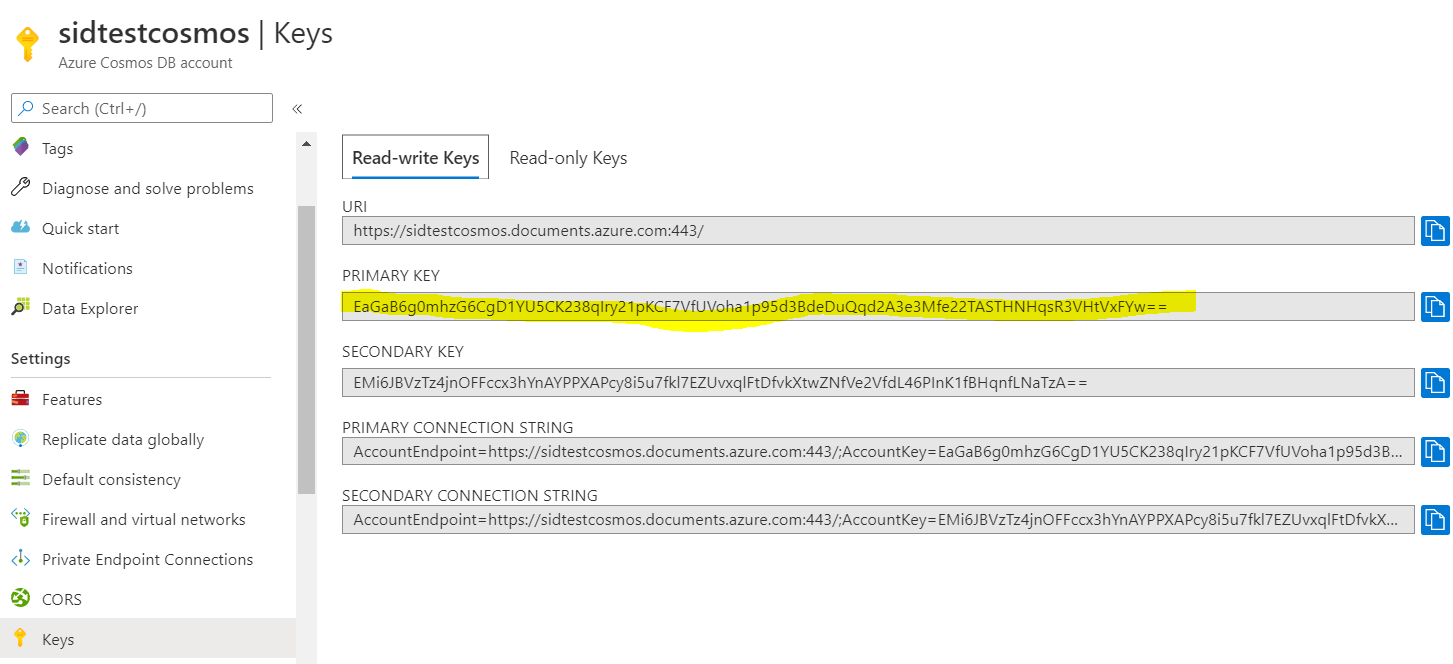 sidtestcosmos | Keys
Azure Cosmos DB account
Search (Ctrl+/)
«
Tags
Diagnose and solve problems
Quick start
Notifications
Data Explorer
Settings
Features
Replicate data globally
Default consistency
Firewall and virtual networks
Private Endpoint Connections
CORS
Keys
Read-write Keys Read-only Keys
URI
https://sidtestcosmos.documents.azure.com:443/
PRIMARY KEY
EaGaB6g0mhzG6CgD1YU5CK238qIry21pKCF7VfUVoha1p95d3BdeDuQqd2A3e3Mfe22TASTHNHqsR3VHtVxFYw==
SECONDARY KEY
EMi6JBVzTz4jnOFFccx3hYnAYPPXAPcy8i5u7fkl7EZUvxqlFtDfvkXtwZNfVe2VfdL46PInK1fBHqnfLNaTzA==
PRIMARY CONNECTION STRING
AccountEndpoint=https://sidtestcosmos.documents.azure.com:443/;AccountKey=EaGaB6g0mhzG6CgD1YU5CK238qIry21pKCF7VfUVoha1p95d3B...
SECONDARY CONNECTION STRING
AccountEndpoint=https://sidtestcosmos.documents.azure.com:443/;AccountKey=EMi6JBVzTz4jnOFFccx3hYnAYPPXAPcy8i5u7fkl7EZUvxqlFtDfvkX...